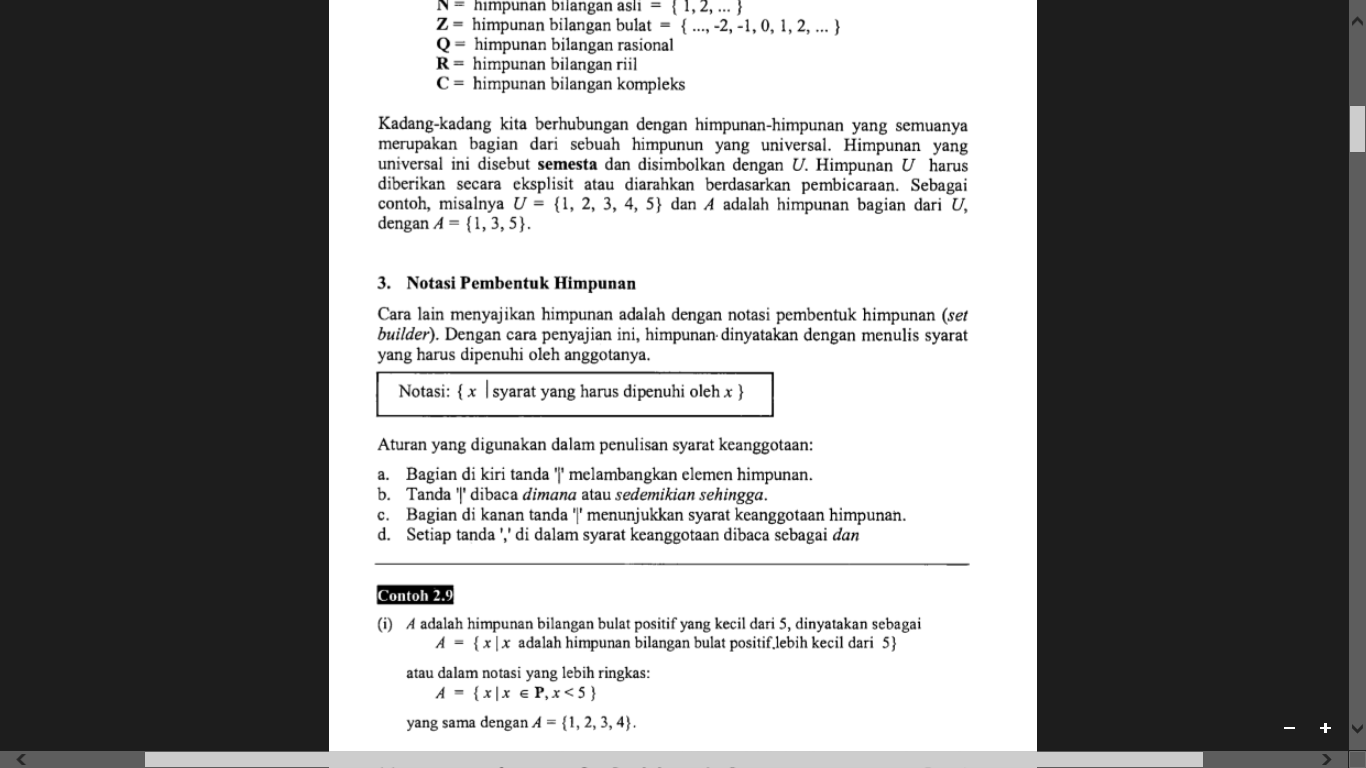 N = himpunan bilangan asli = { 1, 2, ... }
Z = himpunan bilangan bulat = { ..., -2, -1, 0, 1, 2, ... }
Q = himpunan bilangan rasional
R = himpunan bilangan riil
C = himpunan bilangan kompleks
Kadang-kadang kita berhubungan dengan himpunan-himpunan yang semuanya
merupakan bagian dari sebuah himpunun yang universal. Himpunan yang
universal ini disebut semesta dan disimbolkan dengan U. Himpunan U harus
diberikan secara eksplisit atau diarahkan berdasarkan pembicaraan. Sebagai
contoh, misalnya U = {1, 2, 3, 4, 5} dan A adalah himpunan bagian dari U,
dengan A = {1, 3, 5}.
3. Notasi Pembentuk Himpunan
Cara lain menyajikan himpunan adalah dengan notasi pembentuk himpunan (set
builder). Dengan cara penyajian ini, himpunan dinyatakan dengan menulis syarat
yang harus dipenuhi oleh anggotanya.
Notasi: { x | syarat yang harus dipenuhi oleh x }
Aturan yang digunakan dalam penulisan syarat keanggotaan:
a. Bagian di kiri tanda '|' melambangkan elemen himpunan.
b. Tanda '|' dibaca dimana atau sedemikian sehingga.
c. Bagian di kanan tanda '|' menunjukkan syarat keanggotaan himpunan.
d. Setiap tanda ',' di dalam syarat keanggotaan dibaca sebagai dan
Contoh 2.9
(i) A adalah himpunan bilangan bulat positif yang kecil dari 5, dinyatakan sebagai
A = { x | x adalah himpunan bilangan bulat positif lebih kecil dari 5}
atau dalam notasi yang lebih ringkas:
A = { x | x ∈ P, x < 5 }
yang sama dengan A = {1, 2, 3, 4}.